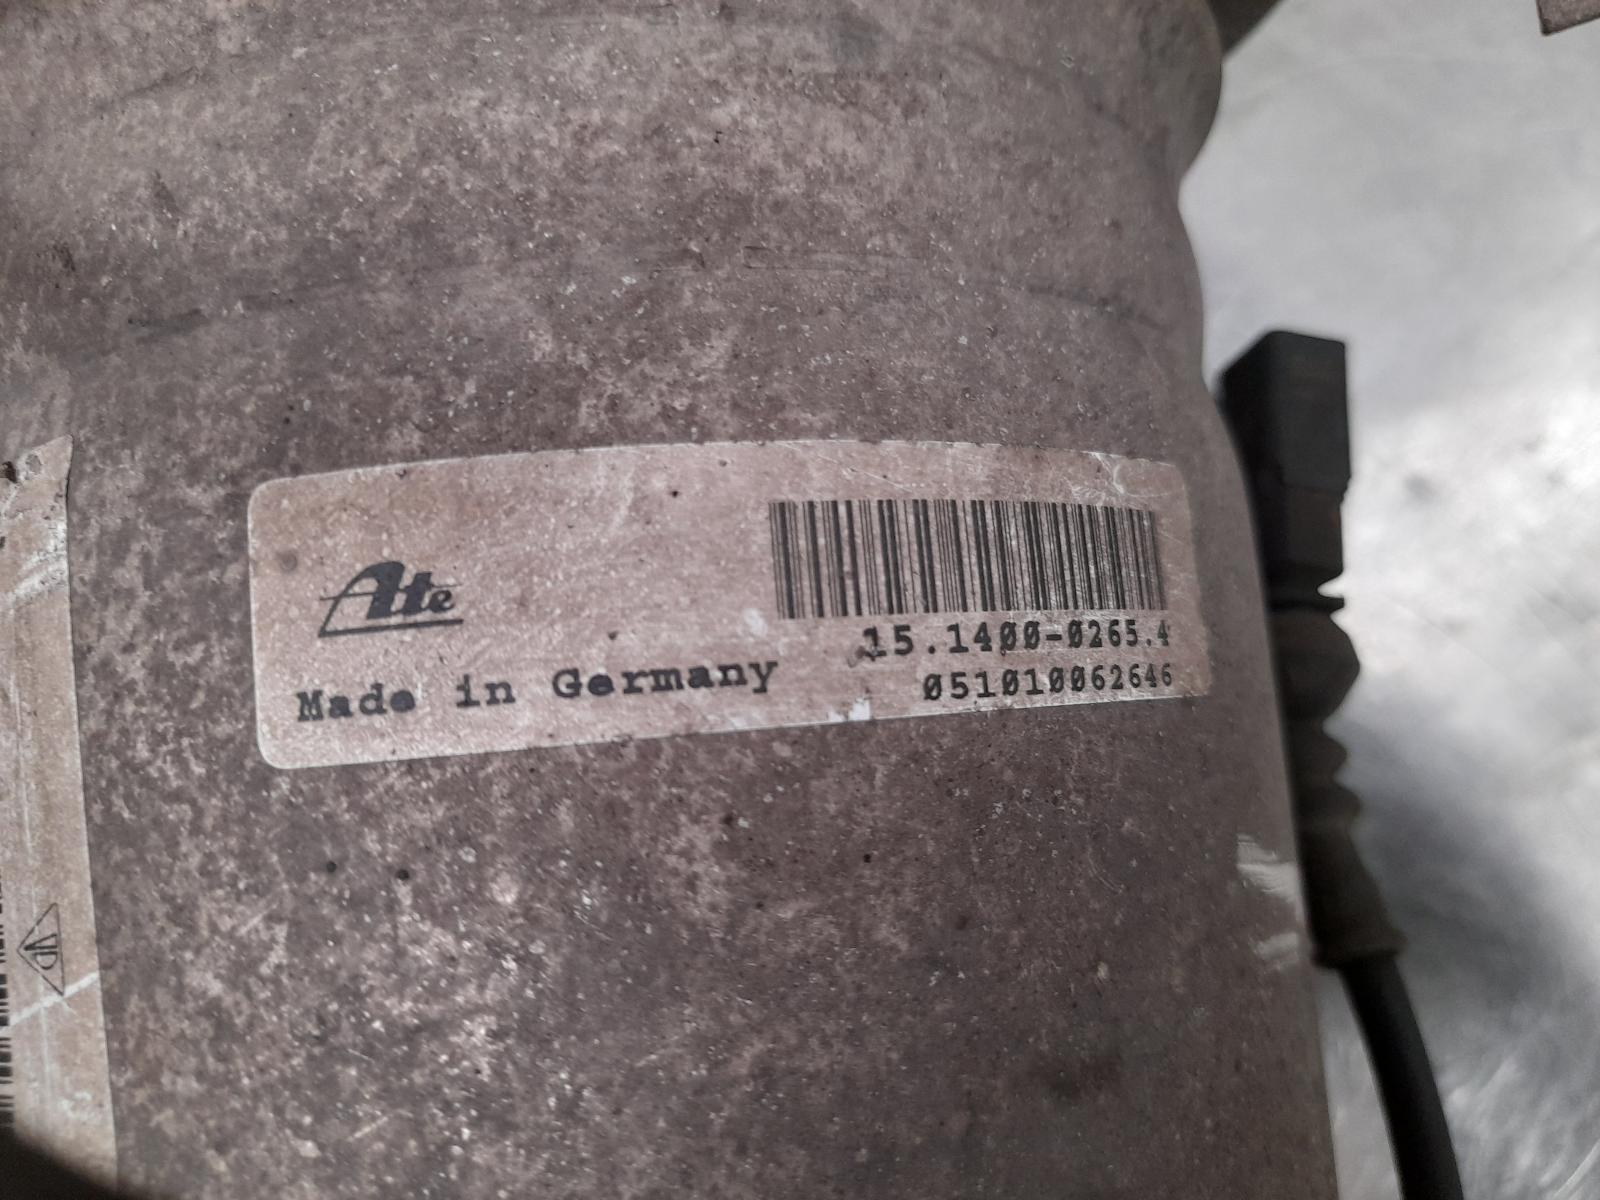 Ate
Made in Germany
15.1400-0265.4
051010062646